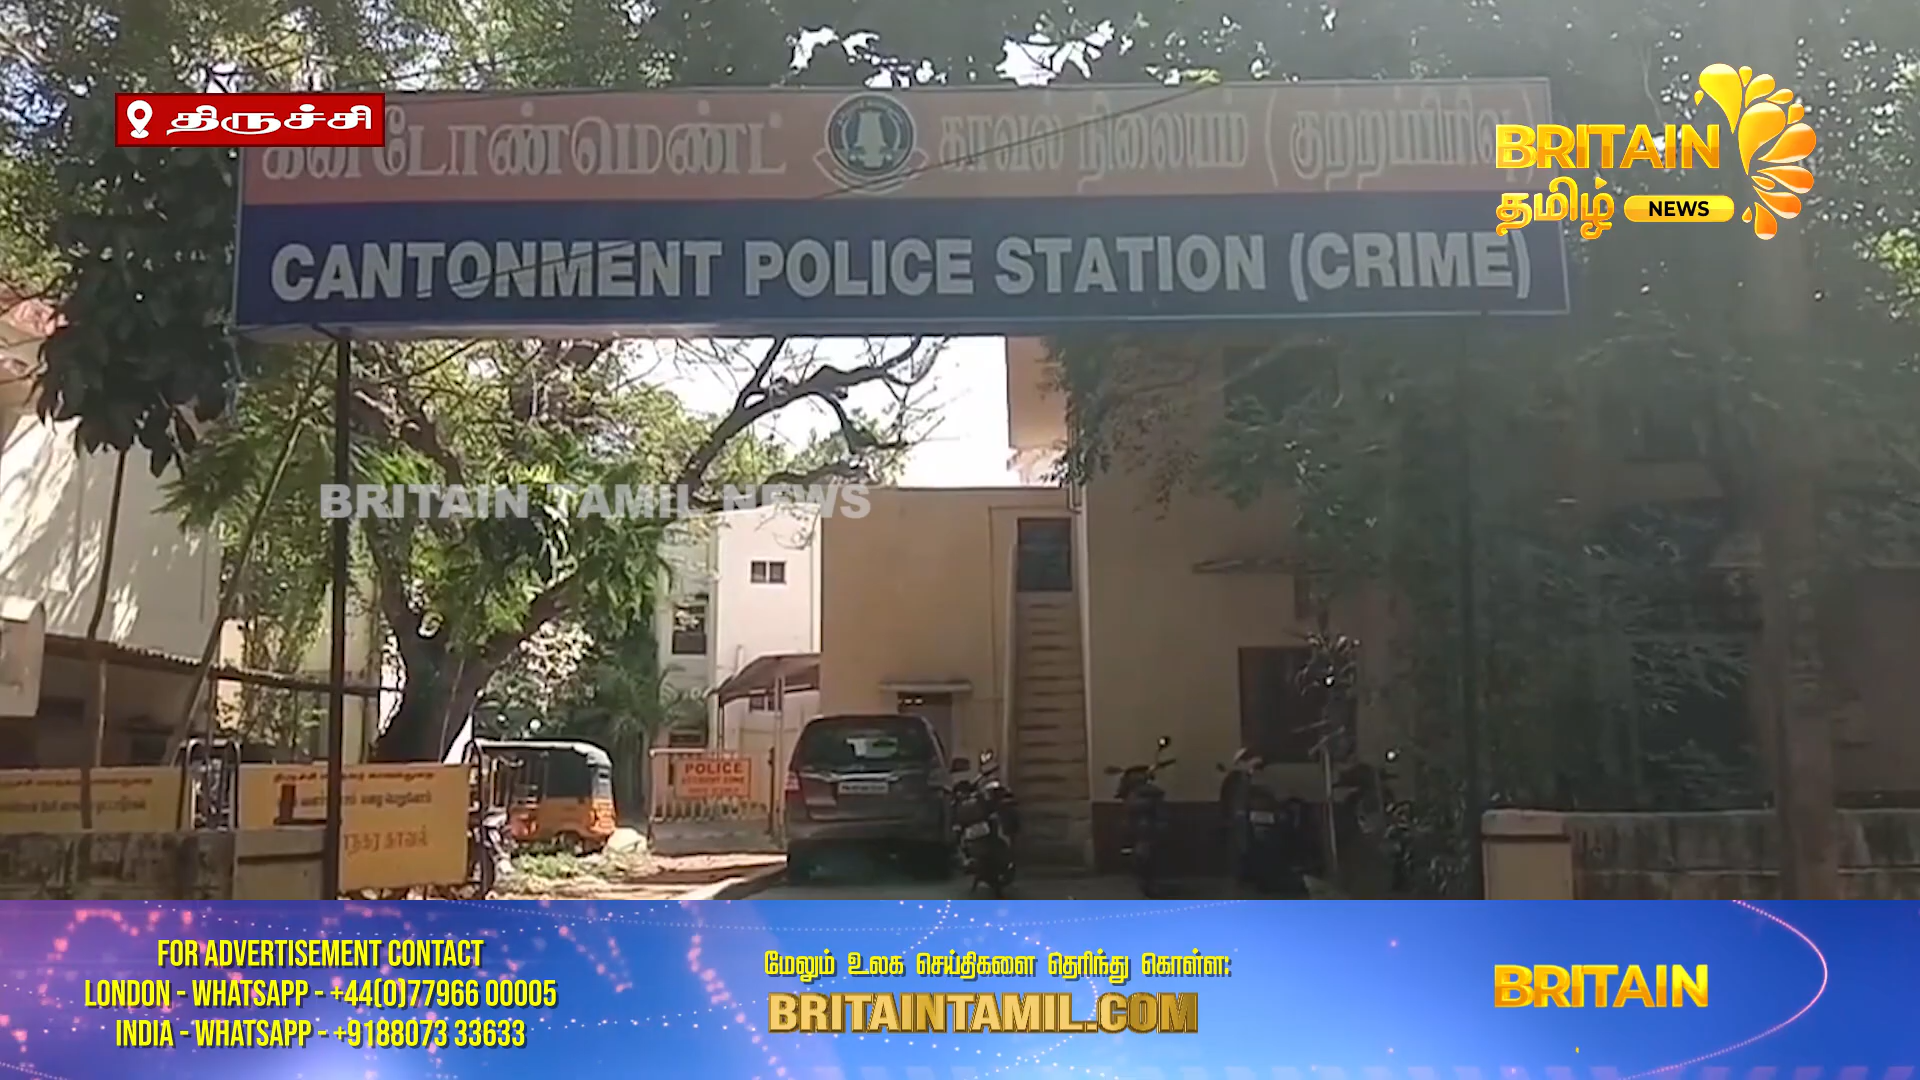 திருச்சி
கன்டோண்மெண்ட் காவல் நிலையம் (குற்றப்பிரிவு)
CANTONMENT POLICE STATION (CRIME)
BRITAIN
தமிழ் NEWS
BRITAIN TAMIL NEWS
POLICE
FOR ADVERTISEMENT CONTACT
LONDON - WHATSAPP - +44(0)77966 00005
INDIA - WHATSAPP - +9188073 33633
மேலும் உலக செய்திகளை தெரிந்து கொள்ள:
BRITAINTAMIL.COM
BRITAIN